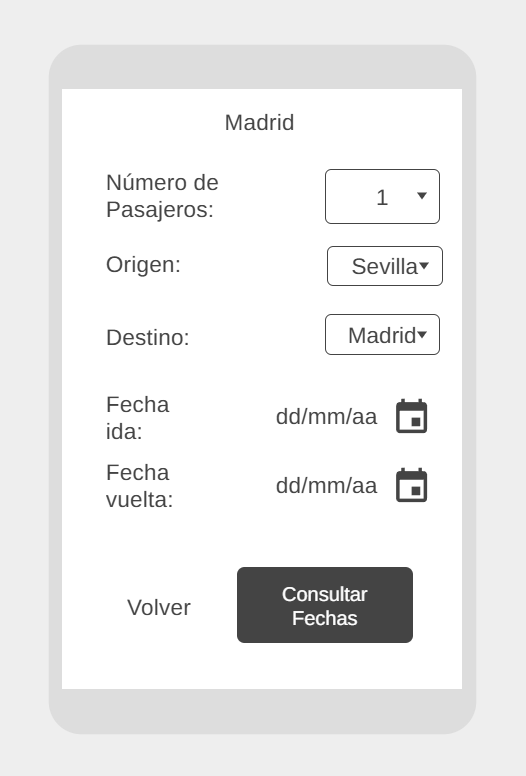 Madrid
Número de
Pasajeros:
1
Origen:
Sevilla
Destino:
Madrid
Fecha
ida:
dd/mm/aa
Fecha
vuelta:
dd/mm/aa
Volver
Consultar
Fechas